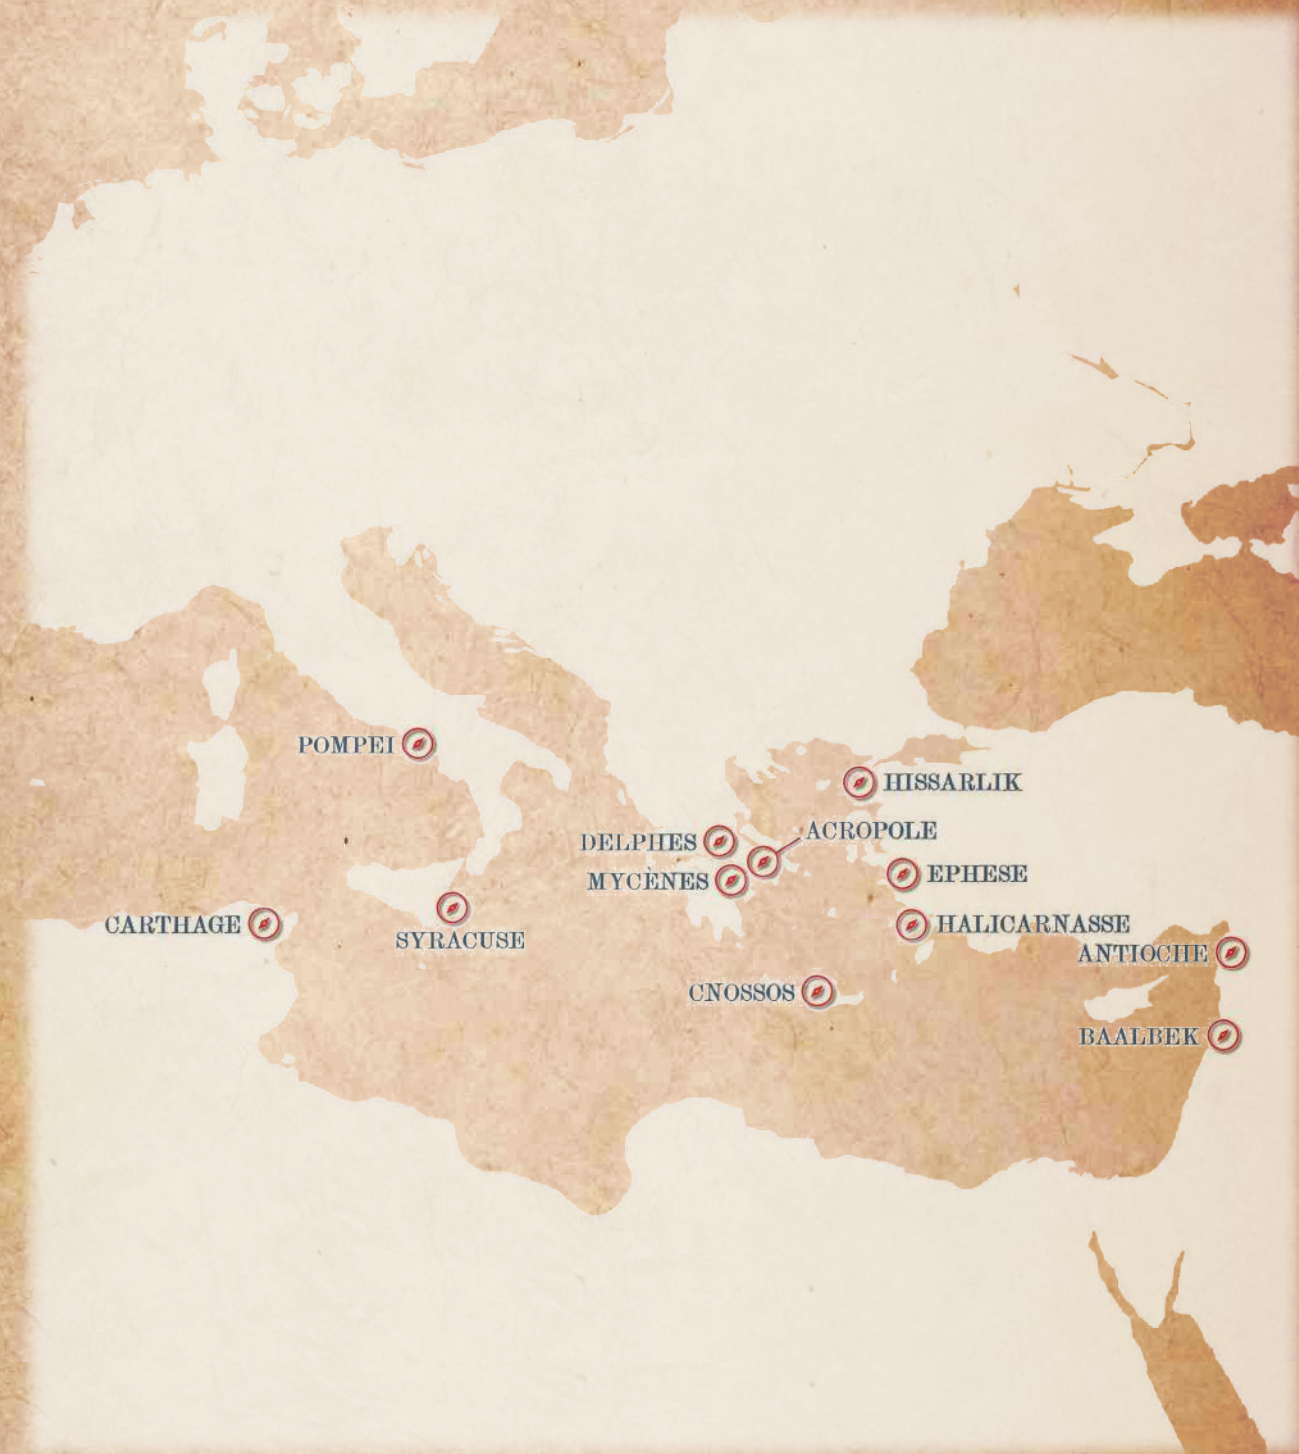 POMPEI
HISSARLIK
ACROPOLE
DELPHES
MYCÈNES
EPHESE
CARTHAGE
SYRACUSE
HALICARNASSE
ANTIOCHE
CNOSSOS
BAALBEK